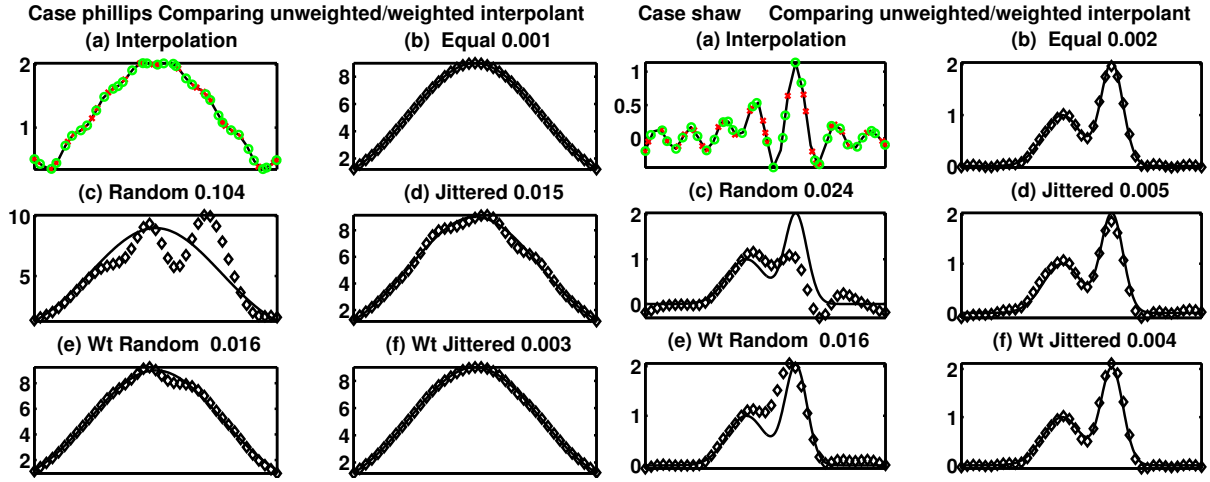 Case phillips Comparing unweighted/weighted interpolant
(a) Interpolation
2
1
(b) Equal 0.001
8
6
4
2
(c) Random 0.104
10
5
(d) Jittered 0.015
8
6
4
2
(e) Wt Random 0.016
8
6
4
2
(f) Wt Jittered 0.003
8
6
4
2
Case shaw Comparing unweighted/weighted interpolant
(a) Interpolation
1
0.5
0
(b) Equal 0.002
2
1
0
(c) Random 0.024
2
1
0
(d) Jittered 0.005
2
1
0
(e) Wt Random 0.016
2
1
0
(f) Wt Jittered 0.004
2
1
0